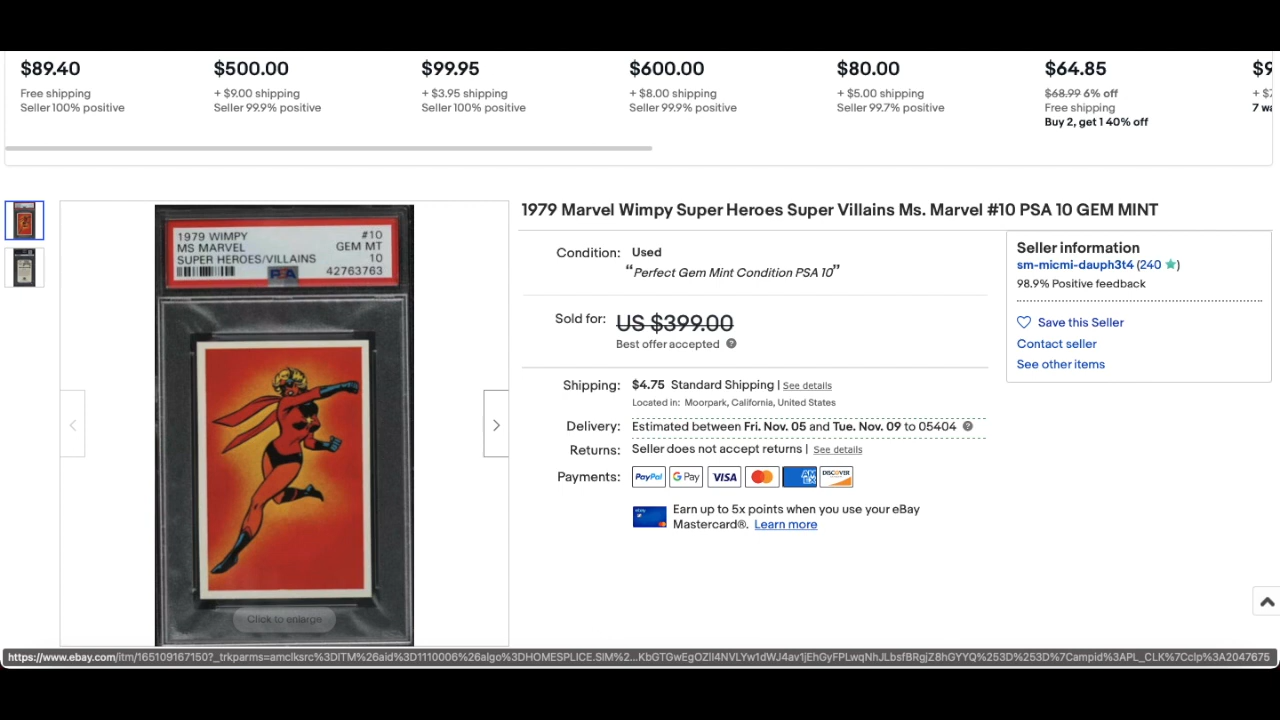 $89.40 $500.00 $99.95 $600.00 $80.00 $64.85
Free shipping + $9.00 shipping + $3.95 shipping + $8.00 shipping + $5.00 shipping $68.99 6% off
Seller 100% positive Seller 99.9% positive Seller 100% positive Seller 99.9% positive Seller 99.7% positive Free shipping
Buy 2, get 1 40% off
1979 WIMPY #10
MS MARVEL GEM MT
SUPER HEROES/VILLAINS 10
PSA 42763763
Click to enlarge
1979 Marvel Wimpy Super Heroes Super Villains Ms. Marvel #10 PSA 10 GEM MINT
Condition: Used
“Perfect Gem Mint Condition PSA 10”
Sold for: US $399.00
Best offer accepted
Shipping: $4.75 Standard Shipping | See details
Located in: Moorpark, California, United States
Delivery: Estimated between Fri. Nov. 05 and Tue. Nov. 09 to 05404
Returns: Seller does not accept returns | See details
Payments: PayPal G Pay VISA AM EX DISCOVER
Earn up to 5x points when you use your eBay
Mastercard®. Learn more
Seller information
sm-micmi-dauph3t4 (240)
98.9% Positive feedback
Save this Seller
Contact seller
See other items